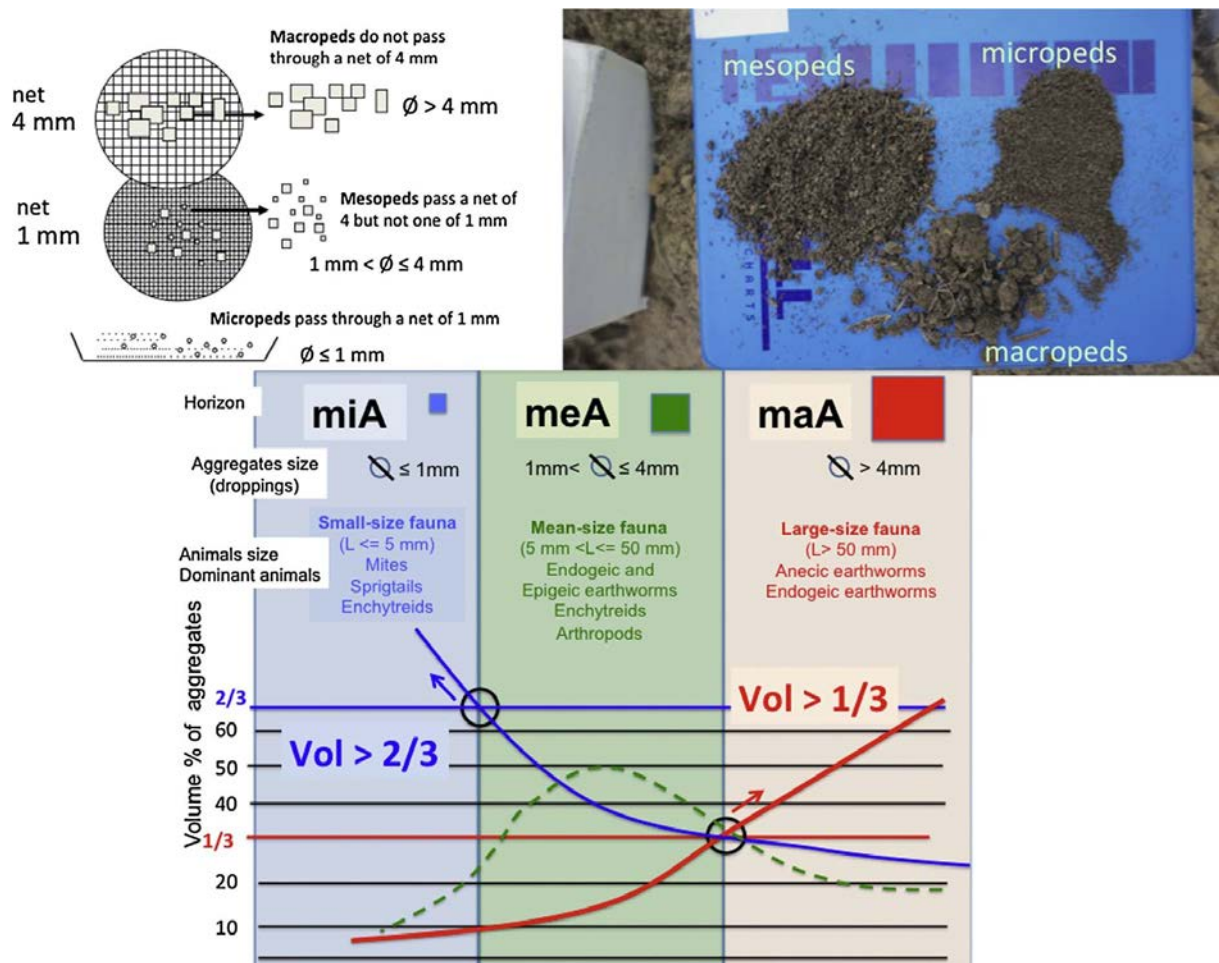 Macropeds do not pass
through a net of 4 mm
net
4 mm
Ø > 4 mm
net
1 mm
Mesopeds pass a net of
4 but not one of 1 mm
1 mm < Ø ≤ 4 mm
Micropeds pass through a net of 1 mm
Ø ≤ 1 mm
mesopeds
micropeds
CHARTS
macropeds
Horizon
miA
meA
maA
Aggregates size
(droppings)
≤ 1mm
1mm< ≤ 4mm
> 4mm
Animals size
Dominant animals
Small-size fauna
(L <= 5 mm)
Mites
Sprigtails
Enchytreids
Mean-size fauna
(5 mm <L<= 50 mm)
Endogeic and
Epigeic earthworms
Enchytreids
Arthropods
Large-size fauna
(L> 50 mm)
Anecic earthworms
Endogeic earthworms
Volume % of aggregates
2/3
60
50
40
1/3
20
10
Vol > 2/3
Vol > 1/3